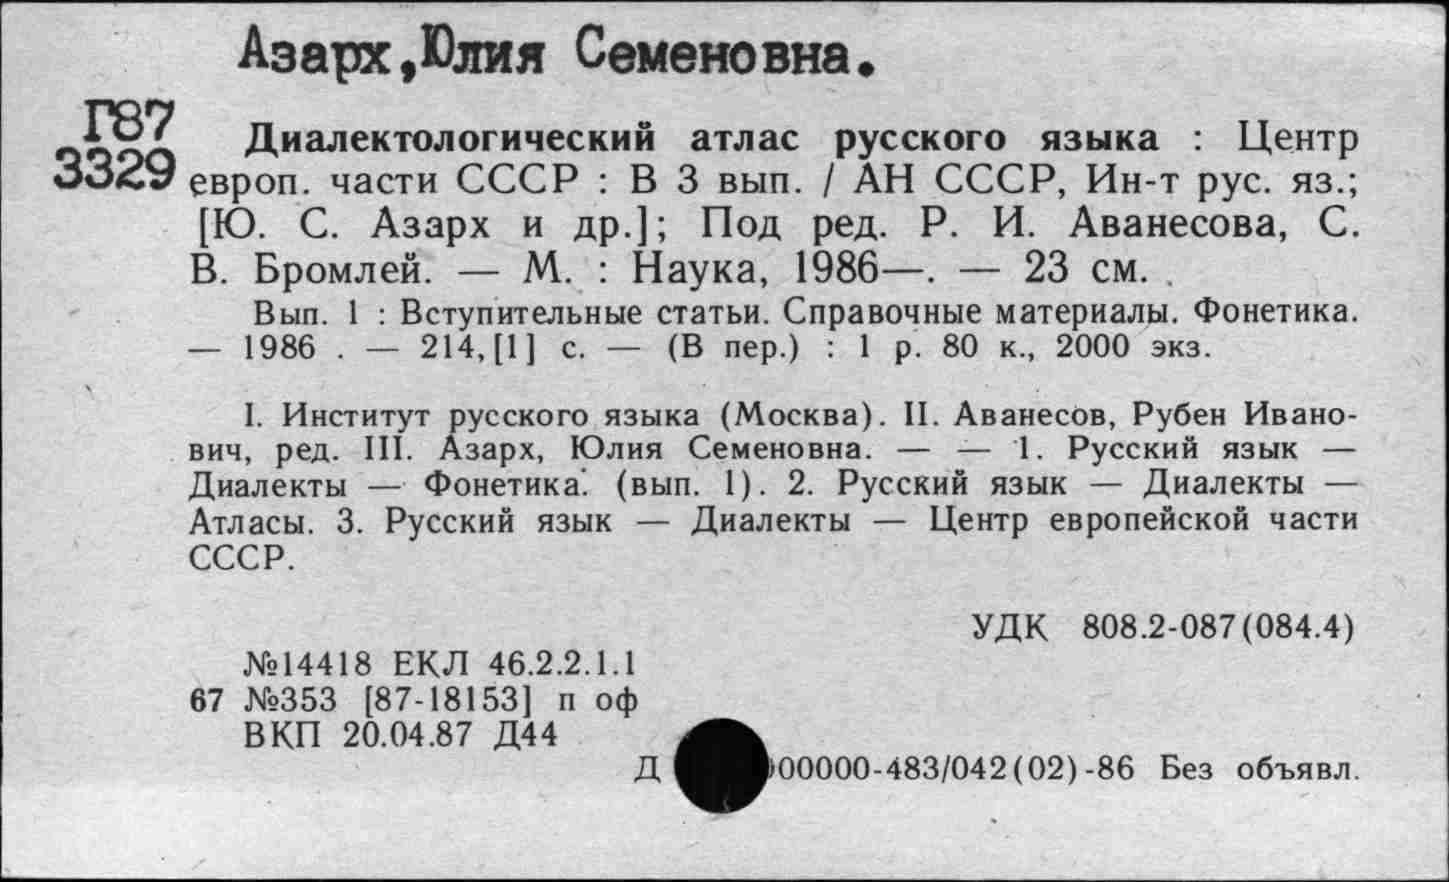 Азарх,Юлия Семеновна.
Г87
3329
Диалектологический атлас русского языка : Центр
европ. части СССР : В 3 вып. / АН СССР, Ин-т рус. яз.;
[Ю. С. Азарх и др.]; Под ред. Р. И. Аванесова, С.
В. Бромлей. — М. : Наука, 1986—. — 23 см.
Вып. 1 : Вступительные статьи. Справочные материалы. Фонетика.
— 1986 . — 214,[1] с. — (В пер.) : 1 р. 80 к., 2000 экз.
I. Институт русского языка (Москва). II. Аванесов, Рубен Ивано-
вич, ред. III. Азарх, Юлия Семеновна. — — 1. Русский язык —
Диалекты — Фонетика. (вып. 1). 2. Русский язык — Диалекты —
Атласы. 3. Русский язык — Диалекты — Центр европейской части
СССР.
УДК 808.2-087(084.4)
№14418 ЕКЛ 46.2.2.1.1
67 №353 [87-18153] п оф
ВКП 20.04.87 Д44
Д 00000-483/042(02)-86 Без объявл.